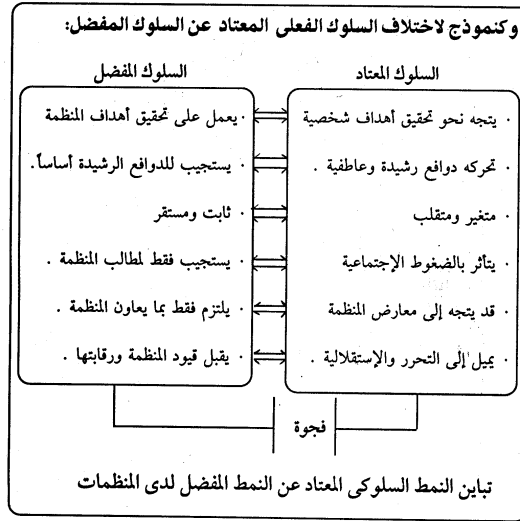 وكنموذج لاختلاف السلوك الفعلى المعتاد عن السلوك المفضل:
السلوك المعتاد
السلوك المفضل
· يتجه نحو تحقيق أهداف شخصية
· يعمل على تحقيق أهداف المنظمة
· تحركه دوافع رشيدة وعاطفية .
· يستجيب للدوافع الرشيدة أساساً.
· متغير ومتقلب
· ثابت ومستقر
· يتأثر بالضغوط الإجتماعية
· يستجيب فقط لمطالب المنظمة .
· قد يتجه إلى معارض المنظمة
· يلتزم فقط بما يعاون المنظمة .
· يميل إلى التحرر والإستقلالية .
· يقبل قيود المنظمة ورقابتها .
فجوة
تباين النمط السلوكى المعتاد عن النمط المفضل لدى المنظمات